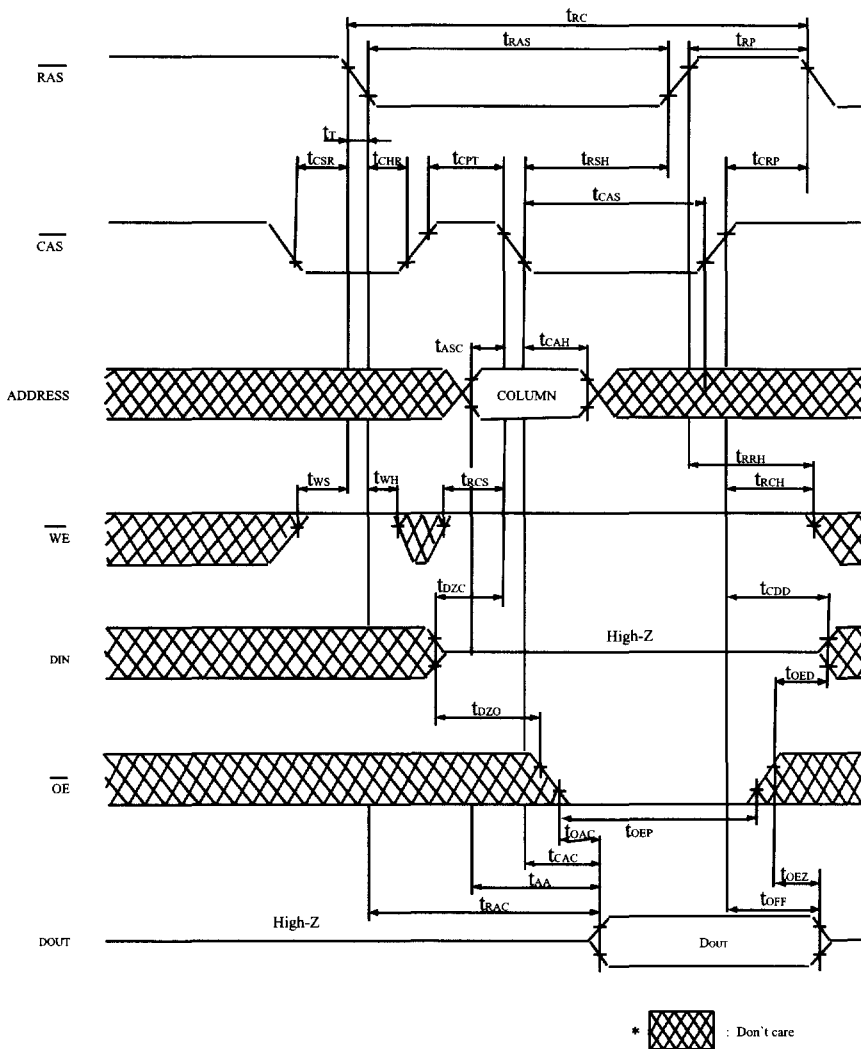 tRC
tRAS tRP
RAS
tT
tCSR tCHR tCPT tRSH tCRP
tCAS
CAS
tASC tCAH
ADDRESS COLUMN
tRRH
tWS tWH tRCS tRCH
WE
tDZC tCDD
High-Z
DIN
tOED
tDZO
OE
tOAC tOEP
tCAC
tAA tOEZ
tRAC tOFF
High-Z
DOUT DOUT
* : Don`t care